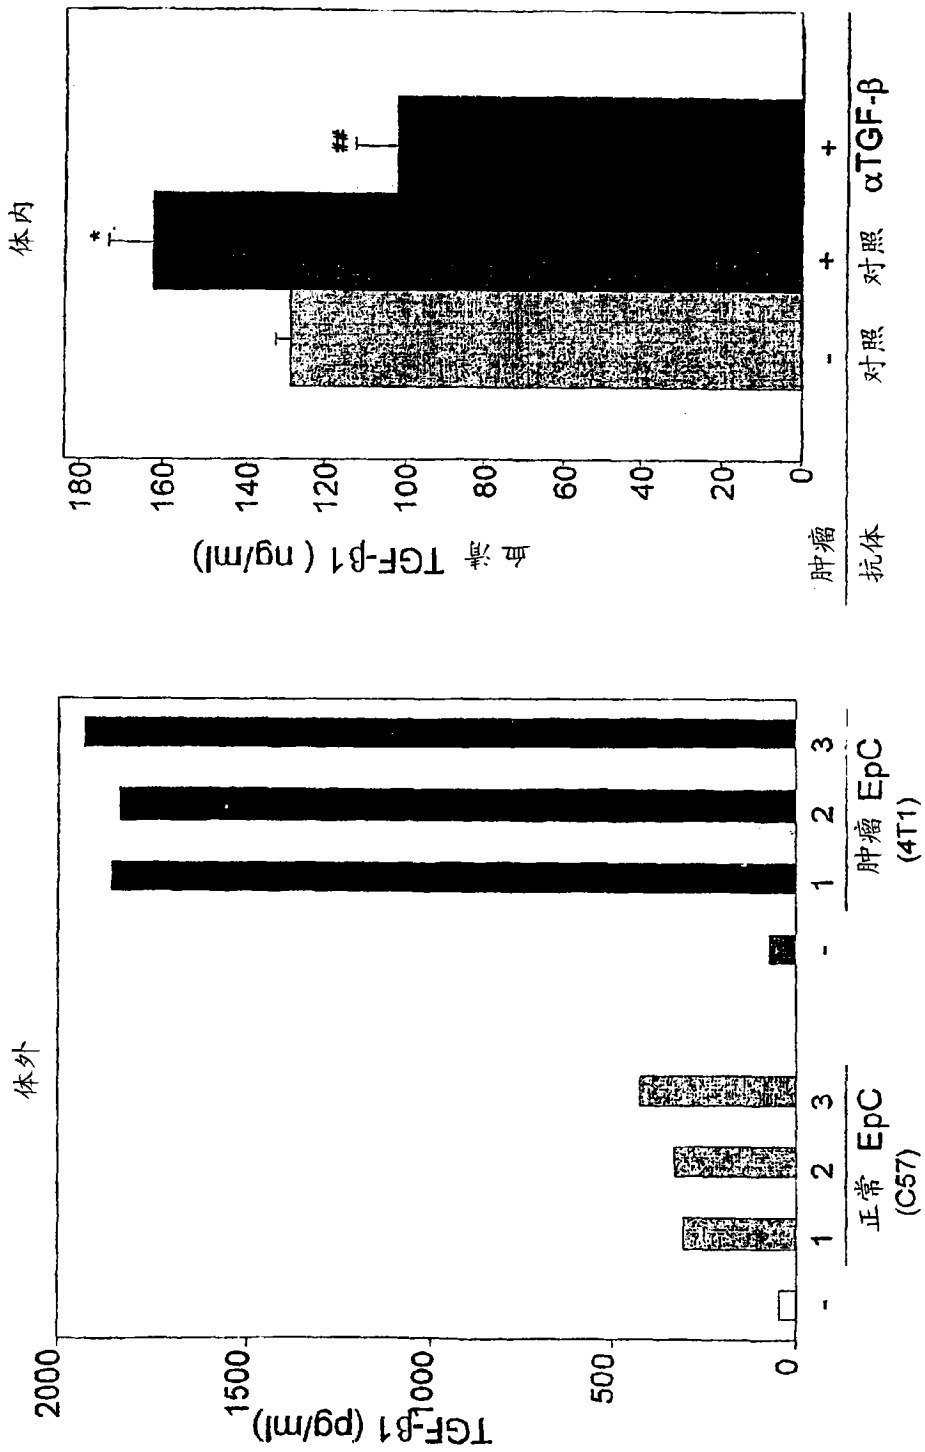 体外
TGF-β1 (pg/ml)
2000
1500
1000
500
0
- 1 2 3 - 1 2 3
正常 EpC 肿瘤 EpC
(C57) (4T1)
体内
血清 TGF-β1 (ng/ml)
180
160
140
120
100
80
60
40
20
0
* ##
肿瘤 - + +
抗体 对照 对照 αTGF-β